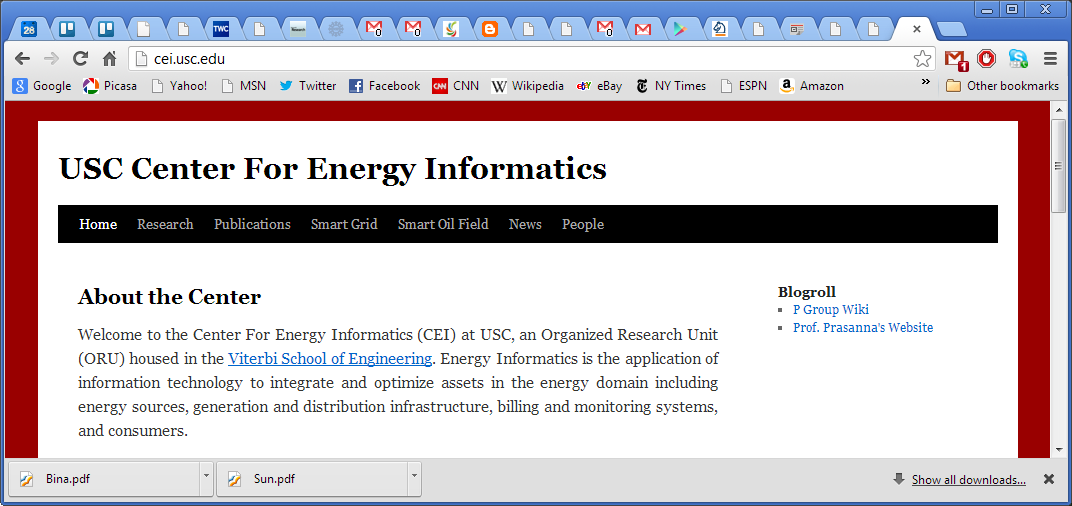 28 TWC 0 0 0
cei.usc.edu 1
Google Picasa Yahoo! MSN Twitter Facebook CNN Wikipedia eBay NY Times ESPN Amazon » Other bookmarks
USC Center For Energy Informatics
Home Research Publications Smart Grid Smart Oil Field News People
About the Center
Welcome to the Center For Energy Informatics (CEI) at USC, an Organized Research Unit
(ORU) housed in the Viterbi School of Engineering. Energy Informatics is the application of
information technology to integrate and optimize assets in the energy domain including
energy sources, generation and distribution infrastructure, billing and monitoring systems,
and consumers.
Blogroll
P Group Wiki
Prof. Prasanna's Website
Bina.pdf Sun.pdf Show all downloads...